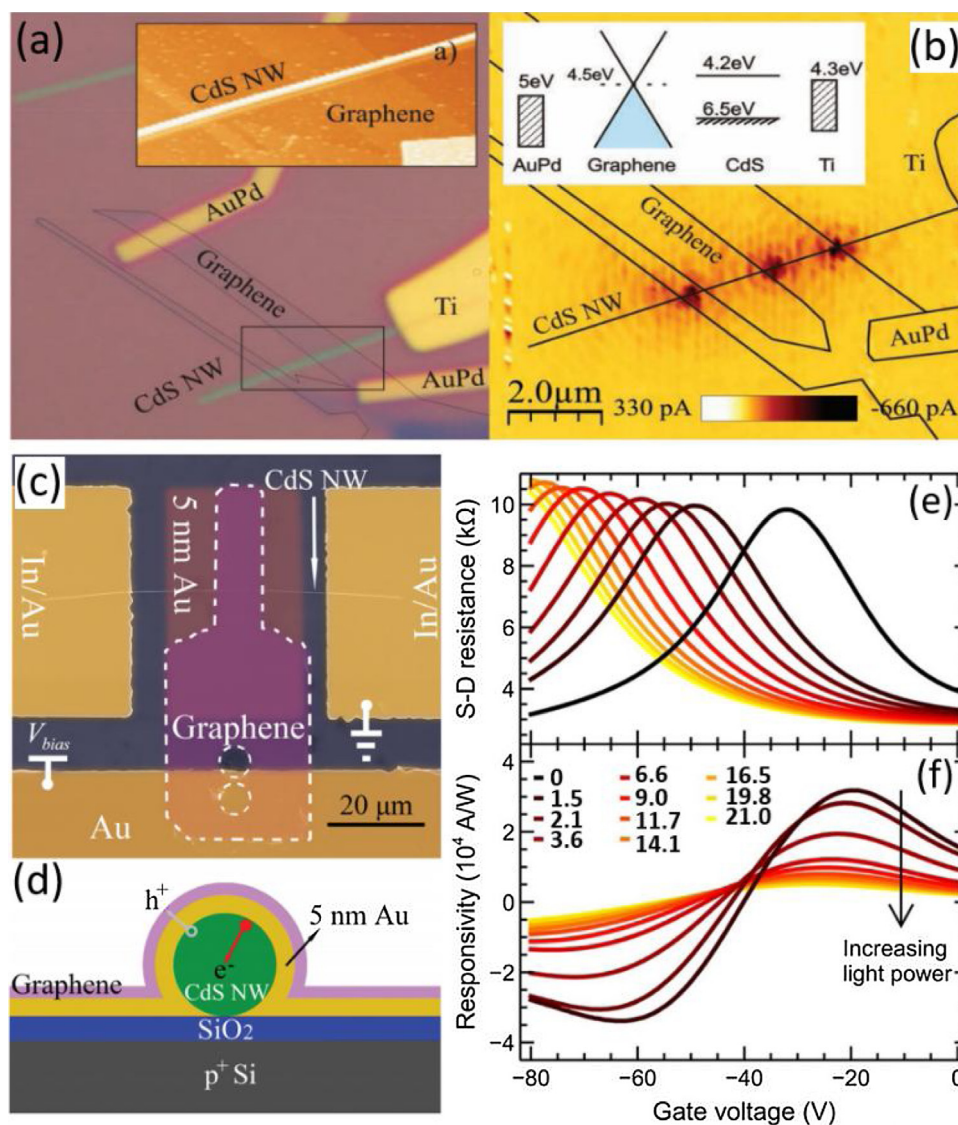 (a)
a)
CdS NW
Graphene
AuPd
Graphene
Ti
CdS NW
AuPd
(b)
5eV
4.5eV
4.2eV
6.5eV
4.3eV
AuPd
Graphene
CdS
Ti
Ti
Graphene
CdS NW
AuPd
2.0μm
330 pA
-660 pA
(c)
CdS NW
5 nm Au
In/Au
In/Au
Graphene
Vbias
20 μm
Au
(d)
h+
5 nm Au
e-
CdS NW
Graphene
SiO2
p+ Si
(e)
S-D resistance (kΩ)
10
8
6
4
(f)
Responsivity (10^4 A/W)
4
2
0
−2
−4
0 6.6 16.5
1.5 9.0 19.8
2.1 11.7 21.0
3.6 14.1
Increasing
light power
−80 −60 −40 −20 0
Gate voltage (V)